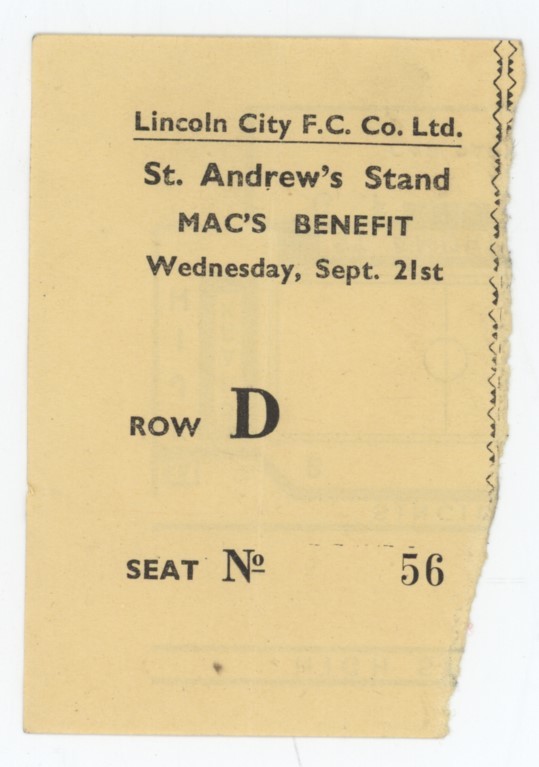 Lincoln City F.C. Co. Ltd.
St. Andrew's Stand
MAC'S BENEFIT
Wednesday, Sept. 21st
ROW D
SEAT Nº 56